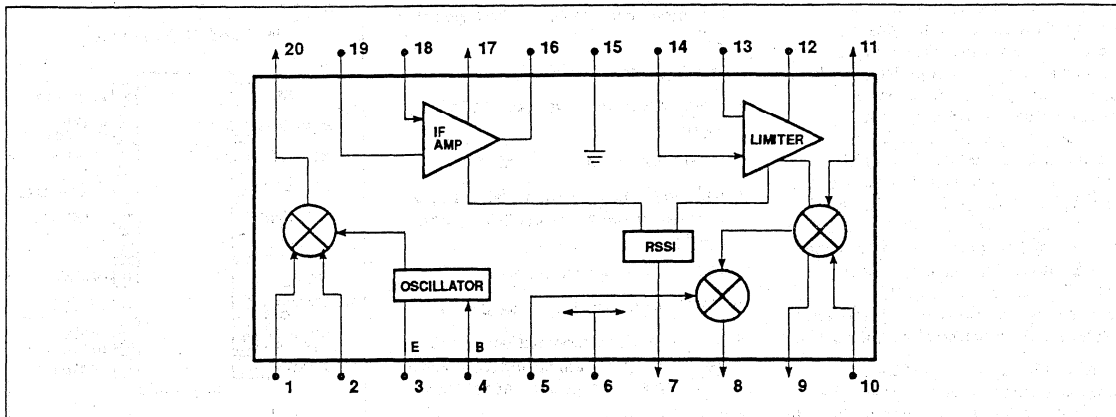 20 19 18 17 16 15 14 13 12 11
IF
AMP
LIMITER
RSSI
OSCILLATOR
E B
1 2 3 4 5 6 7 8 9 10